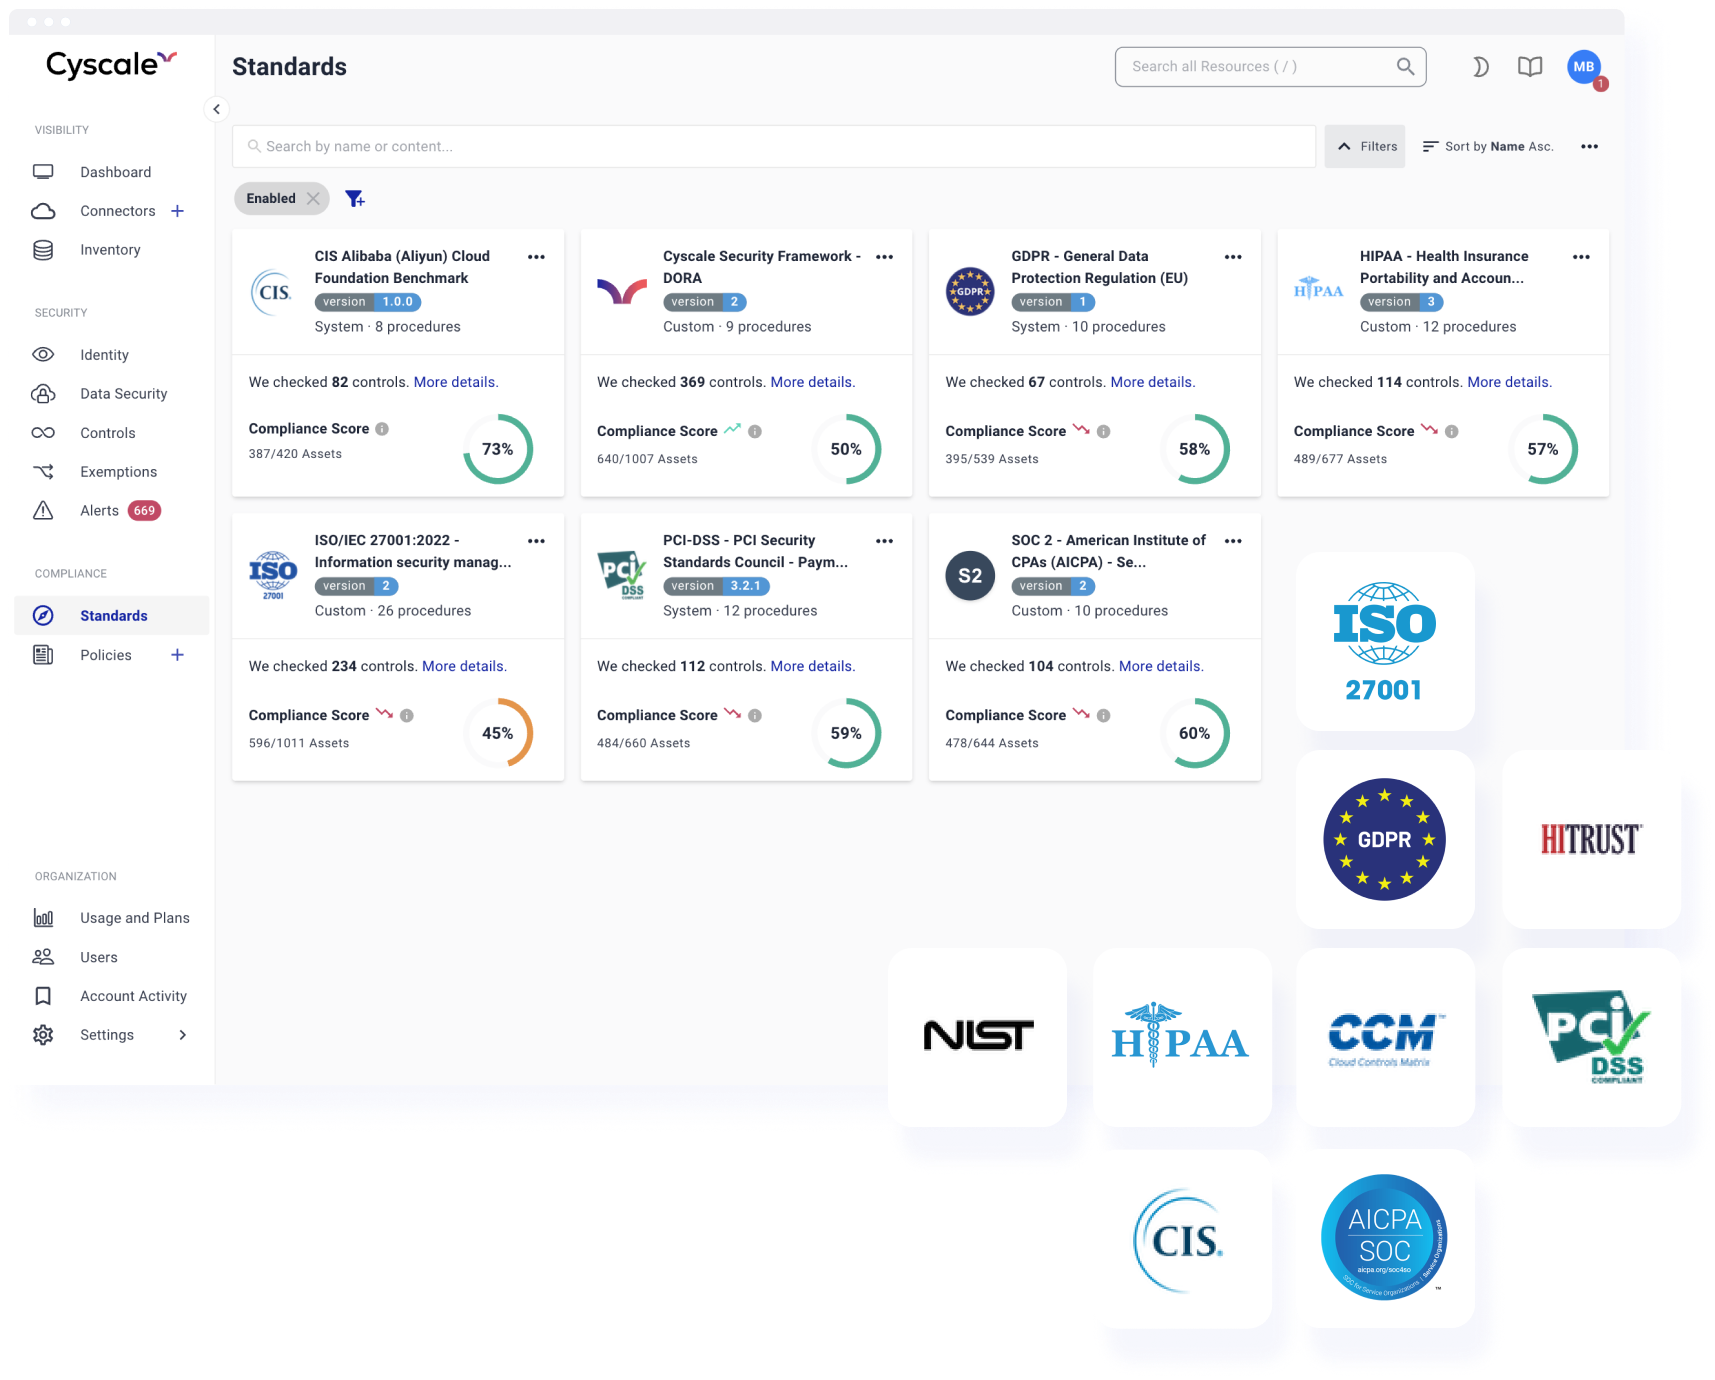 Cyscale
Standards
Search all Resources ( / )
MB
1
VISIBILITY
Dashboard
Connectors +
Inventory
SECURITY
Identity
Data Security
Controls
Exemptions
Alerts 669
COMPLIANCE
Standards
Policies +
ORGANIZATION
Usage and Plans
Users
Account Activity
Settings
Search by name or content...
Filters
Sort by Name Asc.
Enabled
CIS.
CIS Alibaba (Aliyun) Cloud
Foundation Benchmark
version 1.0.0
System · 8 procedures
We checked 82 controls. More details.
Compliance Score
387/420 Assets
73%
Cyscale Security Framework -
DORA
version 2
Custom · 9 procedures
We checked 369 controls. More details.
Compliance Score
640/1007 Assets
50%
GDPR
GDPR - General Data
Protection Regulation (EU)
version 1
System · 10 procedures
We checked 67 controls. More details.
Compliance Score
395/539 Assets
58%
HIPAA
HIPAA - Health Insurance
Portability and Accoun...
version 3
Custom · 12 procedures
We checked 114 controls. More details.
Compliance Score
489/677 Assets
57%
ISO
27001
ISO/IEC 27001:2022 -
Information security manag...
version 2
Custom · 26 procedures
We checked 234 controls. More details.
Compliance Score
596/1011 Assets
45%
PCi
DSS
COMPLIANT
PCI-DSS - PCI Security
Standards Council - Paym...
version 3.2.1
System · 12 procedures
We checked 112 controls. More details.
Compliance Score
484/660 Assets
59%
S2
SOC 2 - American Institute of
CPAs (AICPA) - Se...
version 2
Custom · 10 procedures
We checked 104 controls. More details.
Compliance Score
478/644 Assets
60%
ISO
27001
GDPR
HITRUST®
NIST
HIPAA
CCM™
Cloud Controls Matrix
PCi
DSS
COMPLIANT
CIS®
AICPA
SOC
aicpa.org/soc4so
SOC for Service Organizations | Service Organizations
™